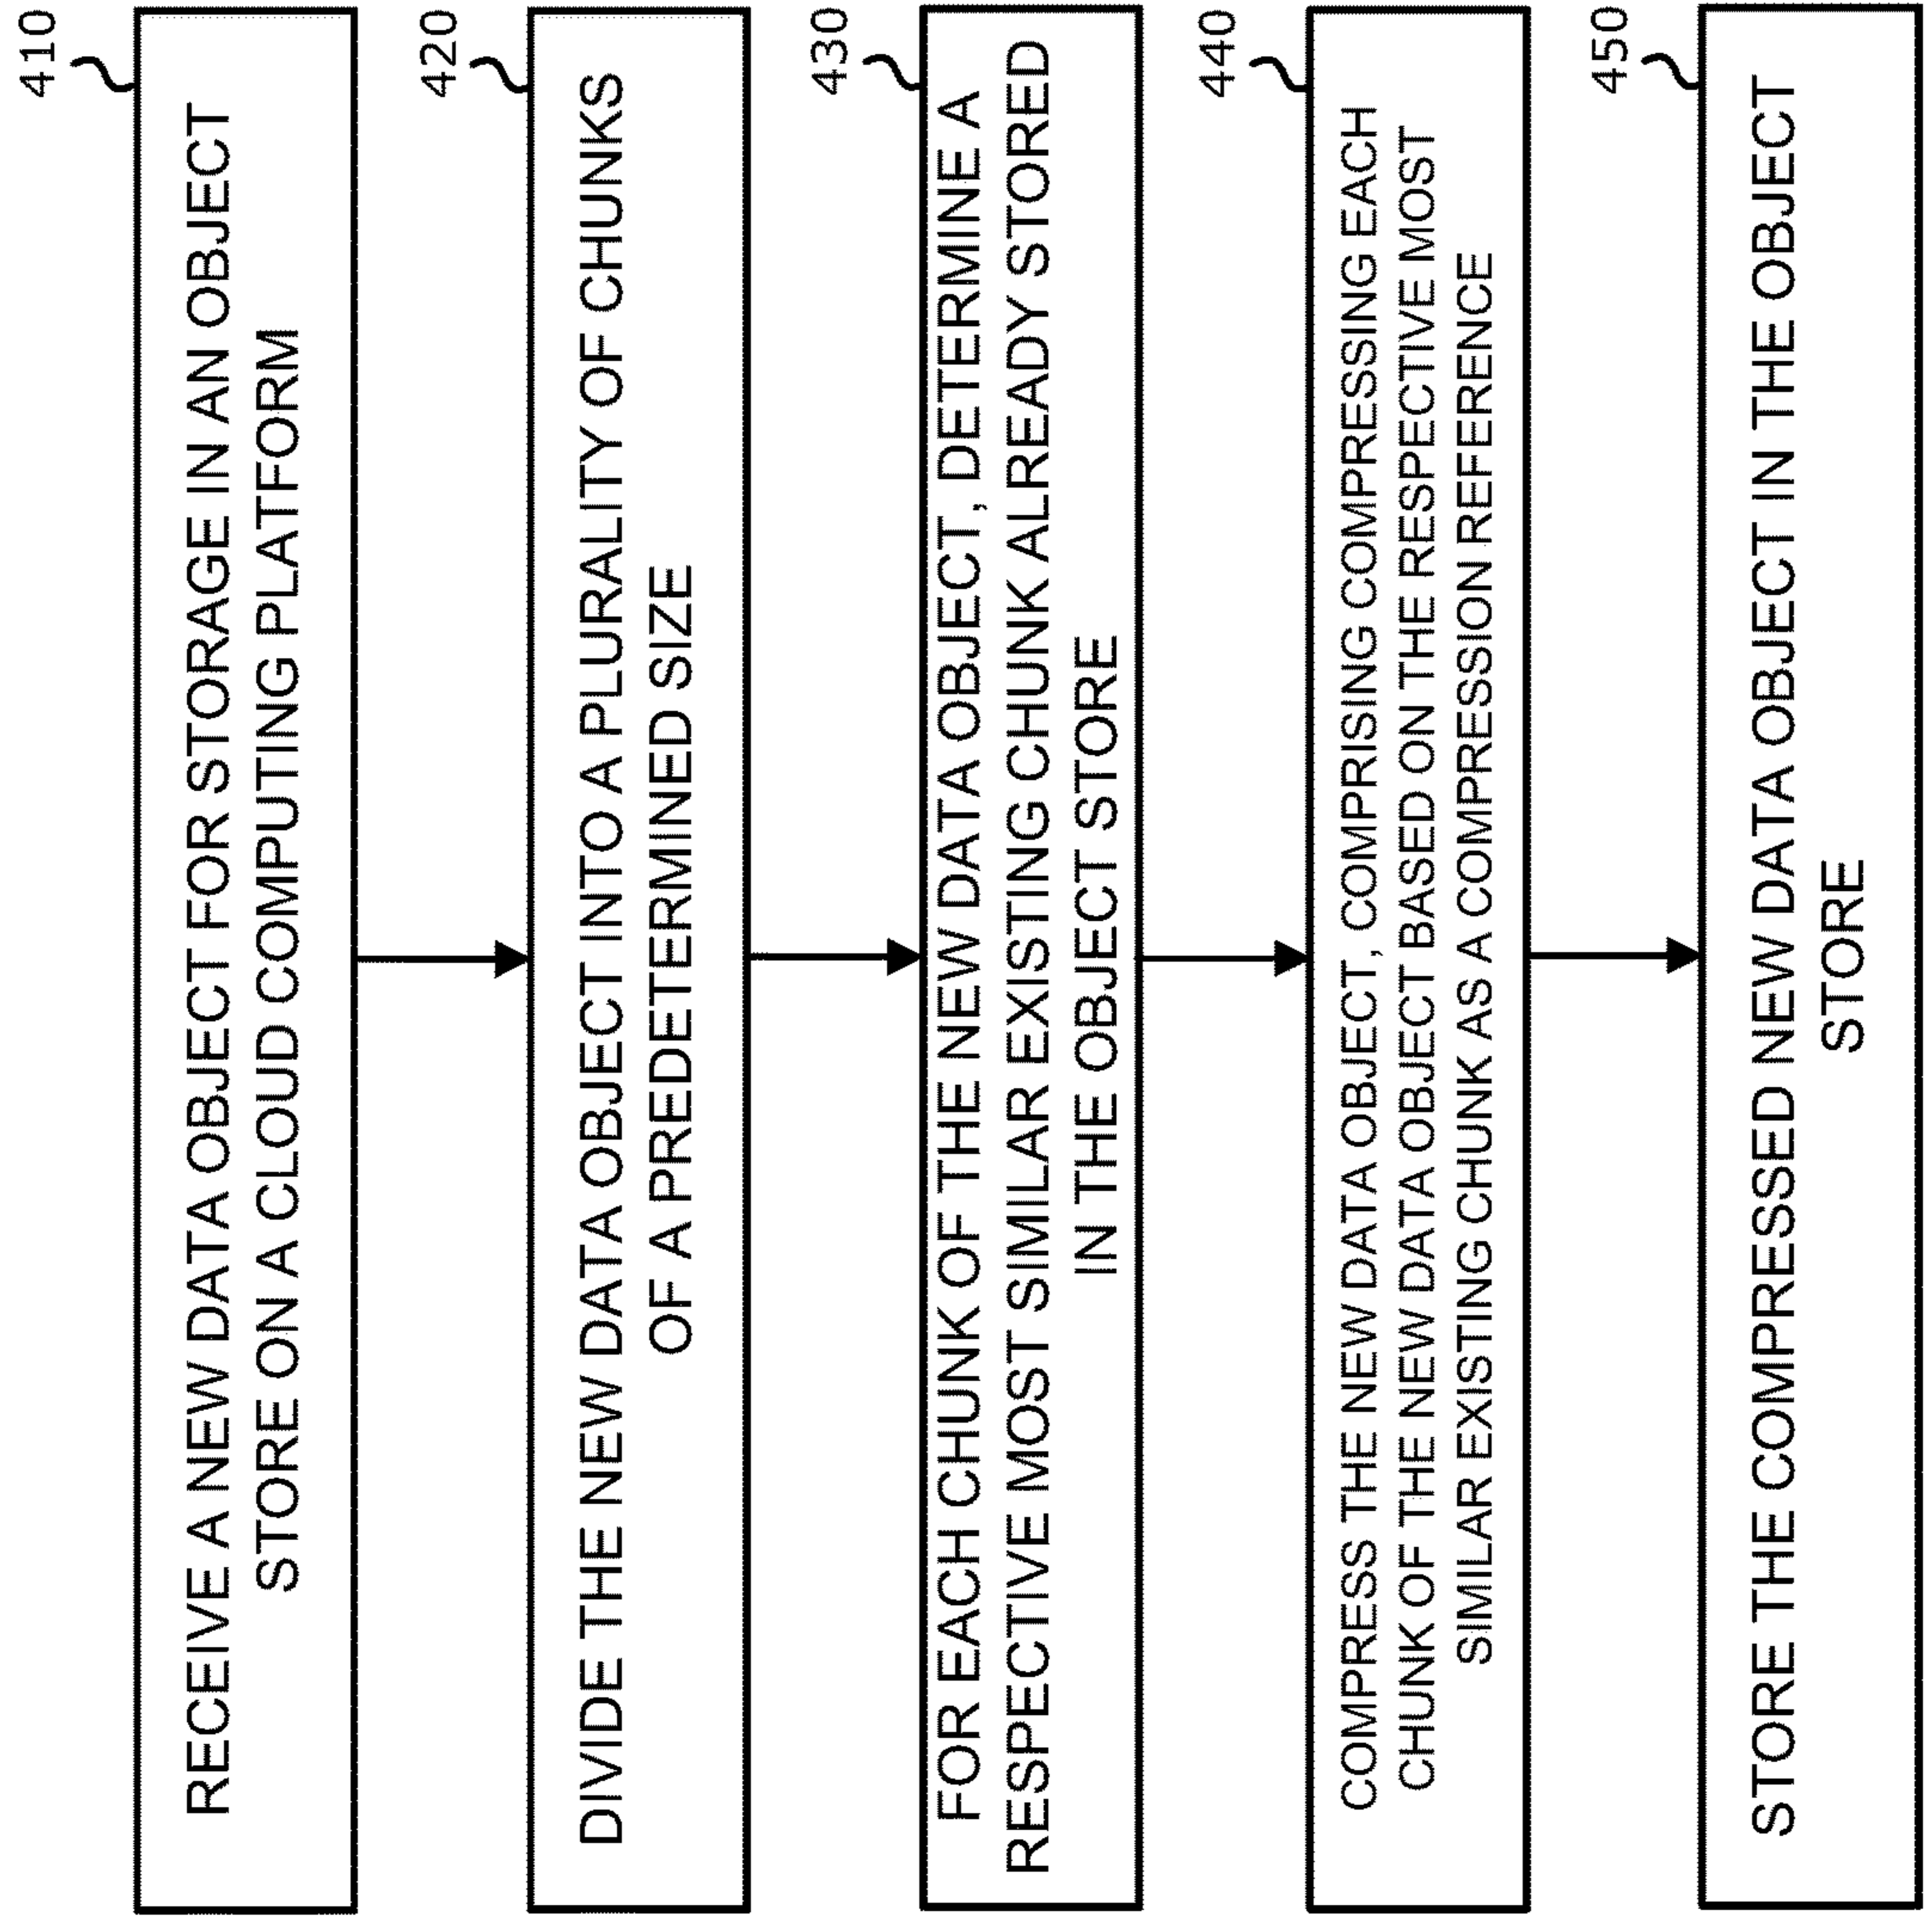 410
RECEIVE A NEW DATA OBJECT FOR STORAGE IN AN OBJECT
STORE ON A CLOUD COMPUTING PLATFORM
420
DIVIDE THE NEW DATA OBJECT INTO A PLURALITY OF CHUNKS
OF A PREDETERMINED SIZE
430
FOR EACH CHUNK OF THE NEW DATA OBJECT, DETERMINE A
RESPECTIVE MOST SIMILAR EXISTING CHUNK ALREADY STORED
IN THE OBJECT STORE
440
COMPRESS THE NEW DATA OBJECT, COMPRISING COMPRESSING EACH
CHUNK OF THE NEW DATA OBJECT BASED ON THE RESPECTIVE MOST
SIMILAR EXISTING CHUNK AS A COMPRESSION REFERENCE
450
STORE THE COMPRESSED NEW DATA OBJECT IN THE OBJECT
STORE